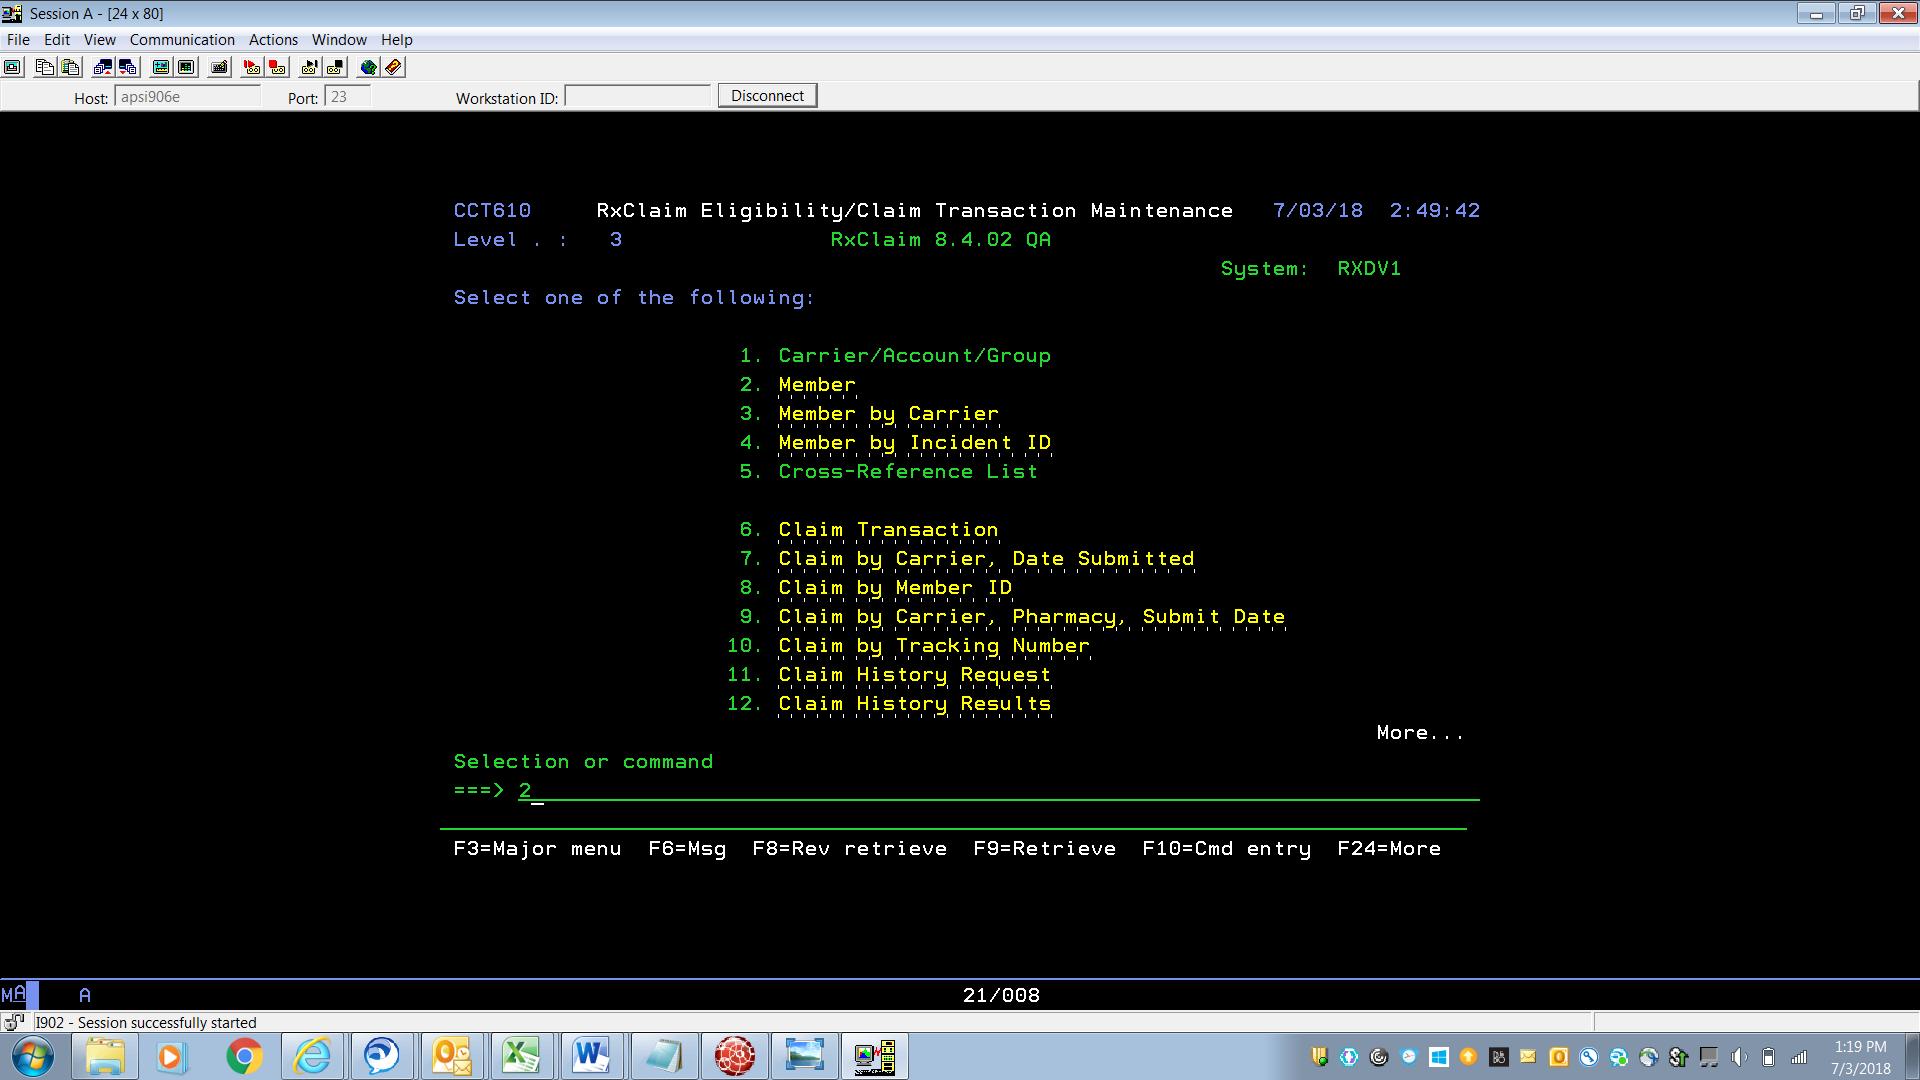 Session A - [24 x 80]
File Edit View Communication Actions Window Help
Host: apsi906e Port: 23 Workstation ID: Disconnect
CCT610 RxClaim Eligibility/Claim Transaction Maintenance 7/03/18 2:49:42
Level . : 3 RxClaim 8.4.02 QA
System: RXDV1
Select one of the following:
1. Carrier/Account/Group
2. Member
3. Member by Carrier
4. Member by Incident ID
5. Cross-Reference List
6. Claim Transaction
7. Claim by Carrier, Date Submitted
8. Claim by Member ID
9. Claim by Carrier, Pharmacy, Submit Date
10. Claim by Tracking Number
11. Claim History Request
12. Claim History Results
More...
Selection or command
===> 2
F3=Major menu F6=Msg F8=Rev retrieve F9=Retrieve F10=Cmd entry F24=More
MA A 21/008
I902 - Session successfully started
1:19 PM
7/3/2018